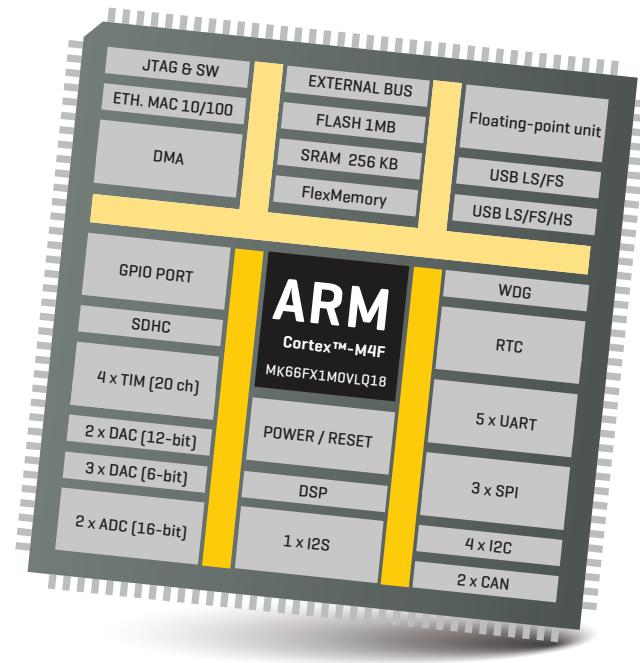 JTAG & SW
ETH. MAC 10/100
DMA
EXTERNAL BUS
FLASH 1MB
SRAM 256 KB
FlexMemory
Floating-point unit
USB LS/FS
USB LS/FS/HS
GPIO PORT
SDHC
4 x TIM (20 ch)
2 x DAC (12-bit)
3 x DAC (6-bit)
2 x ADC (16-bit)
ARM
Cortex™-M4F
MK66FX1M0VLQ18
POWER / RESET
DSP
1 x I2S
WDG
RTC
5 x UART
3 x SPI
4 x I2C
2 x CAN